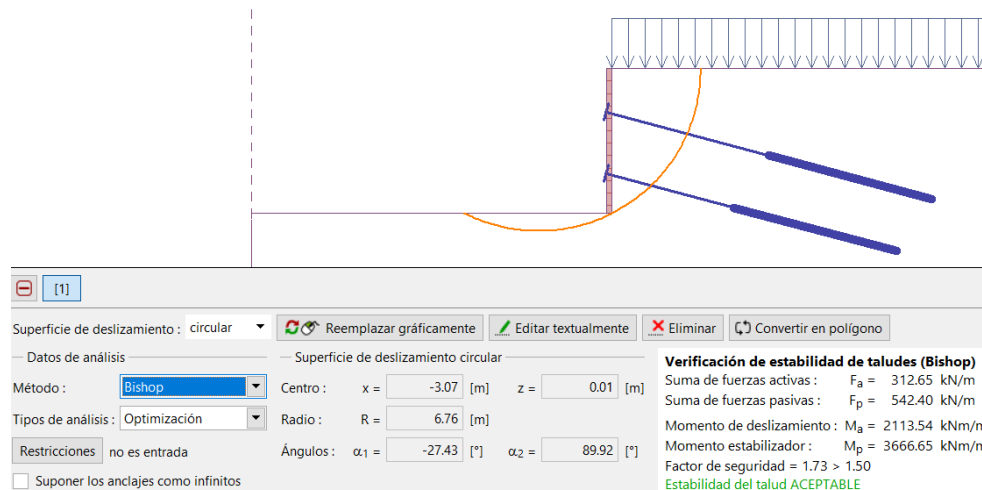 [1]
Superficie de deslizamiento : circular Reemplazar gráficamente Editar textualmente Eliminar Convertir en polígono
Datos de análisis
Método : Bishop
Tipos de análisis : Optimización
Restricciones no es entrada
Suponer los anclajes como infinitos
Superficie de deslizamiento circular
Centro : x = -3.07 [m] z = 0.01 [m]
Radio : R = 6.76 [m]
Ángulos : α1 = -27.43 [°] α2 = 89.92 [°]
Verificación de estabilidad de taludes (Bishop)
Suma de fuerzas activas : Fa = 312.65 kN/m
Suma de fuerzas pasivas : Fp = 542.40 kN/m
Momento de deslizamiento : Ma = 2113.54 kNm/m
Momento estabilizador : Mp = 3666.65 kNm/m
Factor de seguridad = 1.73 > 1.50
Estabilidad del talud ACEPTABLE